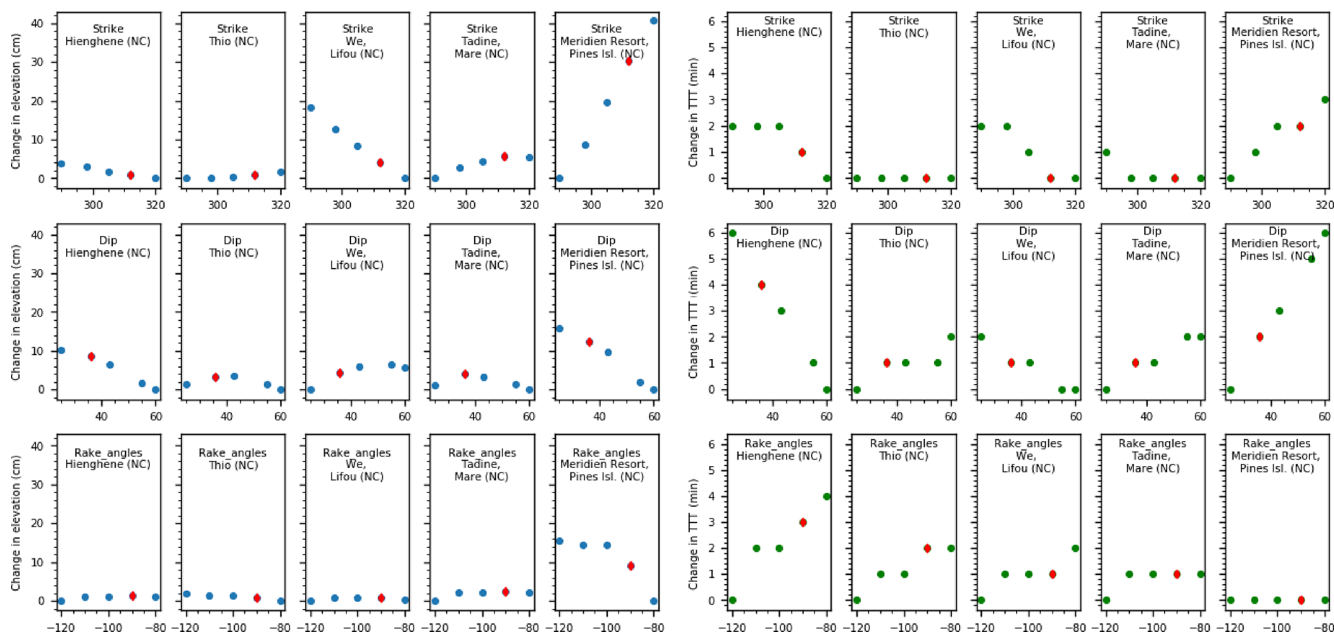 Change in elevation (cm)
40
30
20
10
0
Strike
Hienghene (NC)
300
320
Strike
Thio (NC)
300
320
Strike
We,
Lifou (NC)
300
320
Strike
Tadine,
Mare (NC)
300
320
Strike
Meridien Resort,
Pines Isl. (NC)
300
320
Change in TTT (min)
6
5
4
3
2
1
0
Strike
Hienghene (NC)
300
320
Strike
Thio (NC)
300
320
Strike
We,
Lifou (NC)
300
320
Strike
Tadine,
Mare (NC)
300
320
Strike
Meridien Resort,
Pines Isl. (NC)
300
320
Change in elevation (cm)
40
30
20
10
0
Dip
Hienghene (NC)
40
60
Dip
Thio (NC)
40
60
Dip
We,
Lifou (NC)
40
60
Dip
Tadine,
Mare (NC)
40
60
Dip
Meridien Resort,
Pines Isl. (NC)
40
60
Change in TTT (min)
6
5
4
3
2
1
0
Dip
Hienghene (NC)
40
60
Dip
Thio (NC)
40
60
Dip
We,
Lifou (NC)
40
60
Dip
Tadine,
Mare (NC)
40
60
Dip
Meridien Resort,
Pines Isl. (NC)
40
60
Change in elevation (cm)
40
30
20
10
0
Rake_angles
Hienghene (NC)
−120
−100
−80
Rake_angles
Thio (NC)
−120
−100
−80
Rake_angles
We,
Lifou (NC)
−120
−100
−80
Rake_angles
Tadine,
Mare (NC)
−120
−100
−80
Rake_angles
Meridien Resort,
Pines Isl. (NC)
−120
−100
−80
Change in TTT (min)
6
5
4
3
2
1
0
Rake_angles
Hienghene (NC)
−120
−100
−80
Rake_angles
Thio (NC)
−120
−100
−80
Rake_angles
We,
Lifou (NC)
−120
−100
−80
Rake_angles
Tadine,
Mare (NC)
−120
−100
−80
Rake_angles
Meridien Resort,
Pines Isl. (NC)
−120
−100
−80